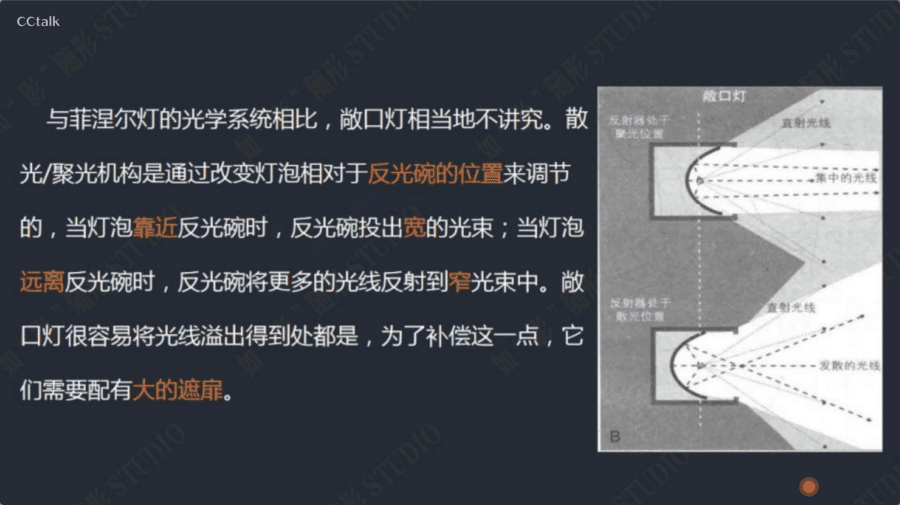 CCtalk
与菲涅尔灯的光学系统相比，敞口灯相当地不讲究。散
光/聚光机构是通过改变灯泡相对于反光碗的位置来调节
的，当灯泡靠近反光碗时，反光碗投出宽的光束；当灯泡
远离反光碗时，反光碗将更多的光线反射到窄光束中。敞
口灯很容易将光线溢出得到处都是，为了补偿这一点，它
们需要配有大的遮扉。
敞口灯
反射器处于
聚光位置
直射光线
集中的光线
反射器处于
散光位置
直射光线
发散的光线
B